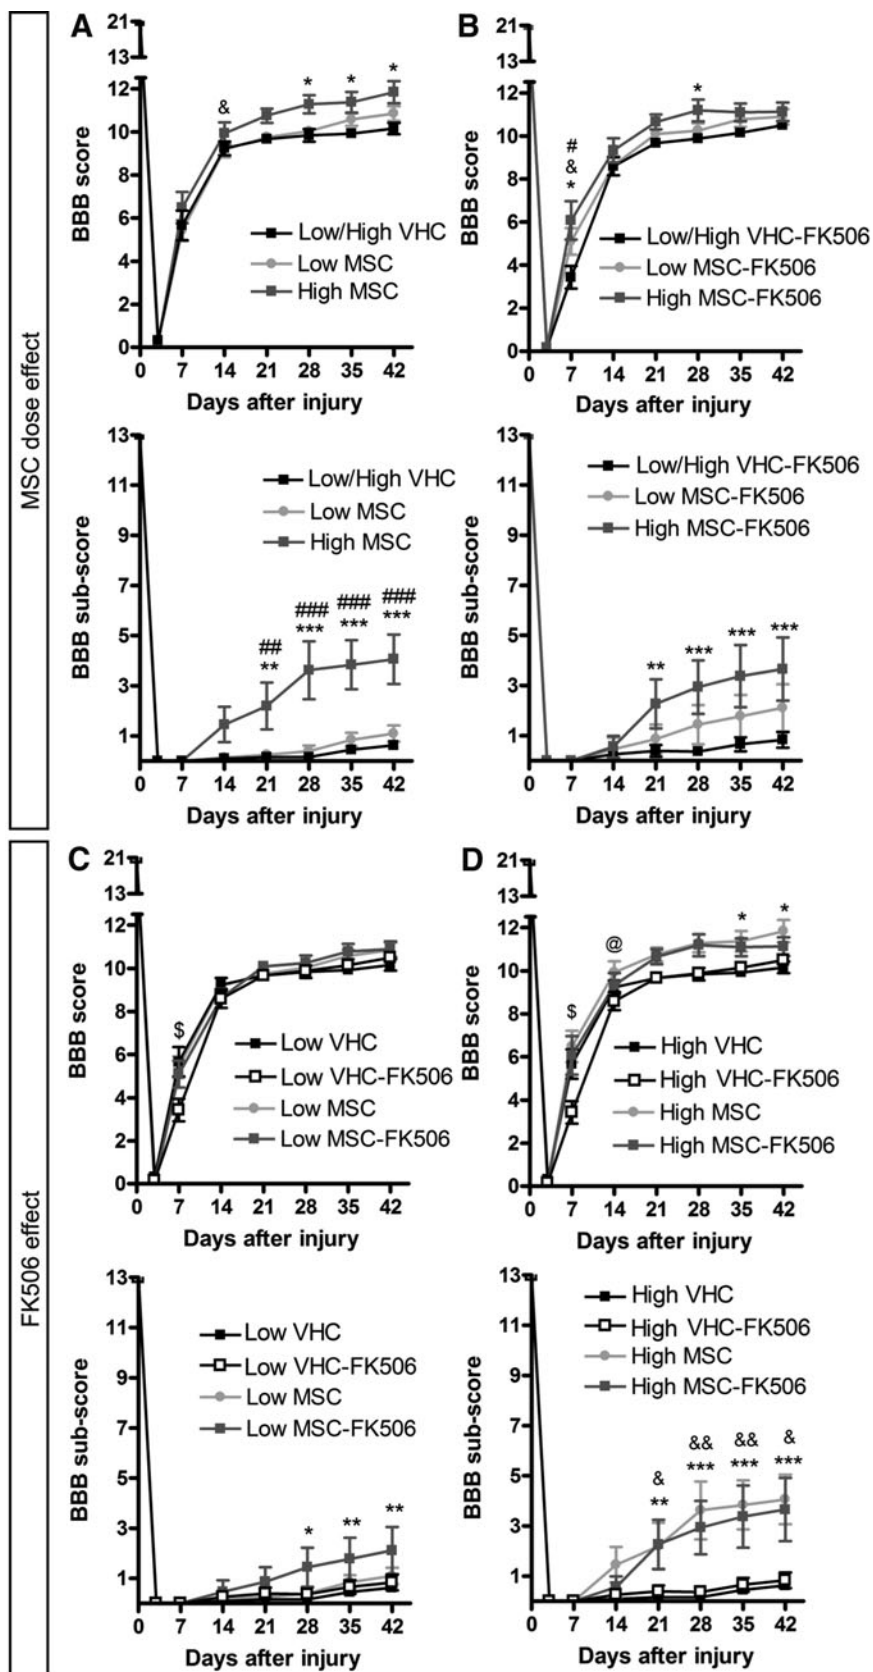 MSC dose effect
A
21
13
12
10
8
6
4
2
0
BBB score
&
*
*
*
Low/High VHC
Low MSC
High MSC
0 7 14 21 28 35 42
Days after injury
B
21
13
12
10
8
6
4
2
0
BBB score
#
&
*
*
Low/High VHC-FK506
Low MSC-FK506
High MSC-FK506
0 7 14 21 28 35 42
Days after injury
13
11
9
7
5
3
1
BBB sub-score
Low/High VHC
Low MSC
High MSC
## ### ### ###
** *** *** ***
0 7 14 21 28 35 42
Days after injury
13
11
9
7
5
3
1
BBB sub-score
Low/High VHC-FK506
Low MSC-FK506
High MSC-FK506
** *** *** ***
0 7 14 21 28 35 42
Days after injury
FK506 effect
C
21
13
12
10
8
6
4
2
0
BBB score
$
Low VHC
Low VHC-FK506
Low MSC
Low MSC-FK506
0 7 14 21 28 35 42
Days after injury
D
21
13
12
10
8
6
4
2
0
BBB score
$
@
*
*
High VHC
High VHC-FK506
High MSC
High MSC-FK506
0 7 14 21 28 35 42
Days after injury
13
11
9
7
5
3
1
BBB sub-score
Low VHC
Low VHC-FK506
Low MSC
Low MSC-FK506
* ** **
0 7 14 21 28 35 42
Days after injury
13
11
9
7
5
3
1
BBB sub-score
High VHC
High VHC-FK506
High MSC
High MSC-FK506
& && && &
** *** *** ***
0 7 14 21 28 35 42
Days after injury